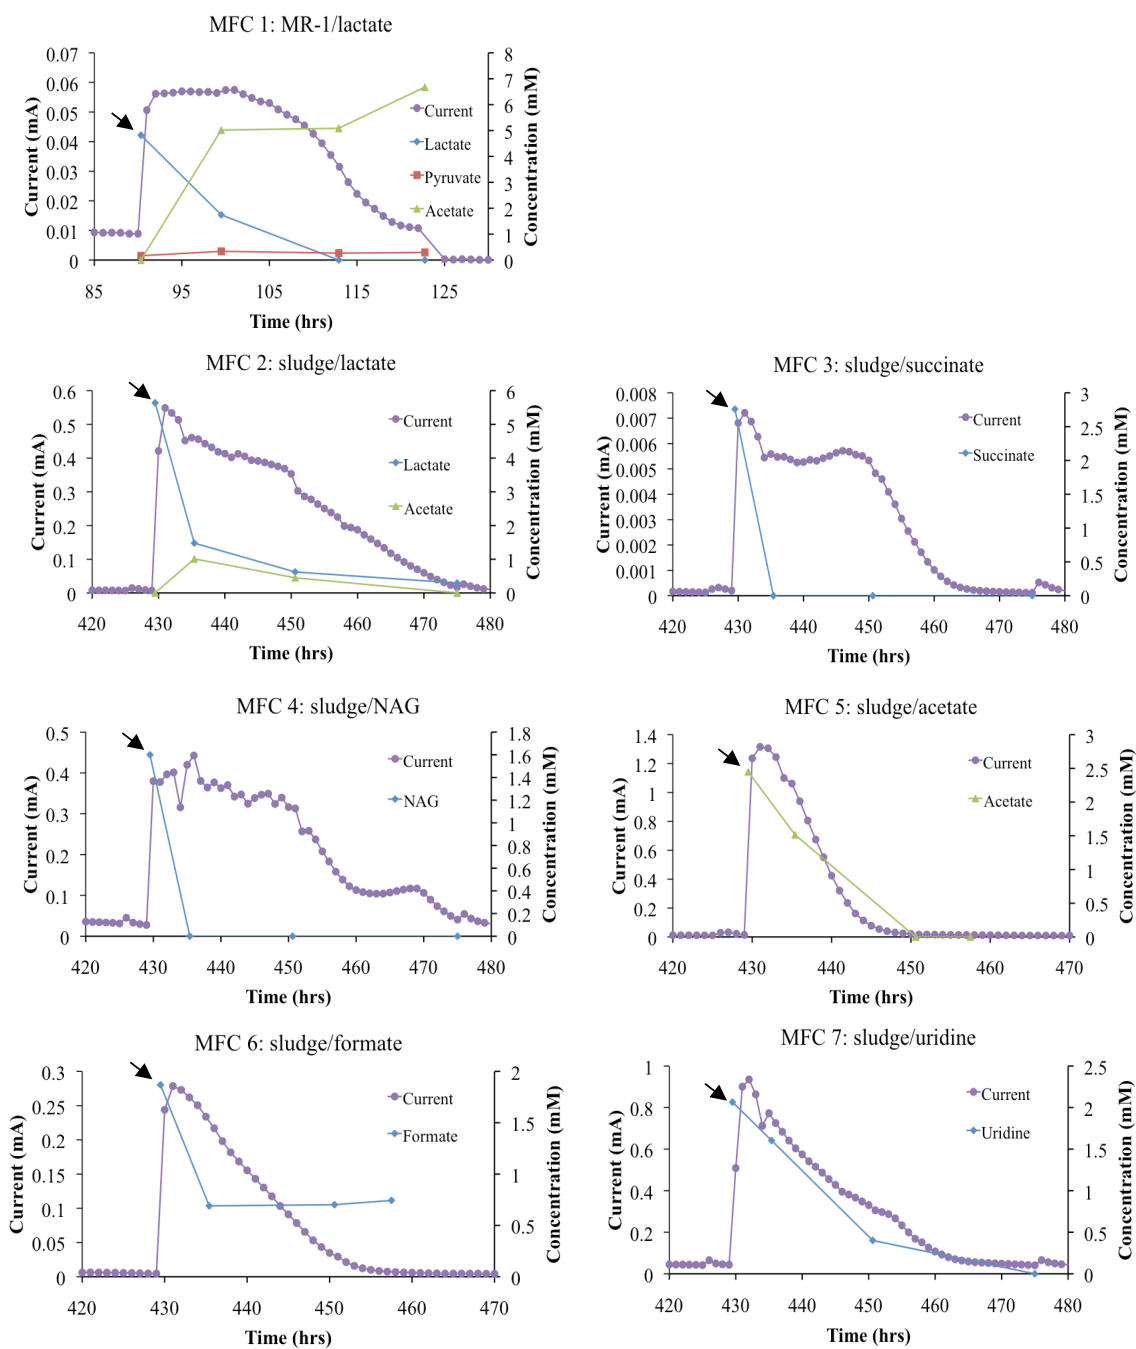 MFC 1: MR-1/lactate
0.07
0.06
0.05
0.04
0.03
0.02
0.01
0
Current (mA)
8
7
6
5
4
3
2
1
0
Concentration (mM)
Current
Lactate
Pyruvate
Acetate
85 95 105 115 125
Time (hrs)
MFC 2: sludge/lactate
0.6
0.5
0.4
0.3
0.2
0.1
0
Current (mA)
6
5
4
3
2
1
0
Concentration (mM)
Current
Lactate
Acetate
420 430 440 450 460 470 480
Time (hrs)
MFC 3: sludge/succinate
0.008
0.007
0.006
0.005
0.004
0.003
0.002
0.001
0
Current (mA)
3
2.5
2
1.5
1
0.5
0
Concentration (mM)
Current
Succinate
420 430 440 450 460 470 480
Time (hrs)
MFC 4: sludge/NAG
0.5
0.4
0.3
0.2
0.1
0
Current (mA)
1.8
1.6
1.4
1.2
1
0.8
0.6
0.4
0.2
0
Concentration (mM)
Current
NAG
420 430 440 450 460 470 480
Time (hrs)
MFC 5: sludge/acetate
1.4
1.2
1
0.8
0.6
0.4
0.2
0
Current (mA)
3
2.5
2
1.5
1
0.5
0
Concentration (mM)
Current
Acetate
420 430 440 450 460 470
Time (hrs)
MFC 6: sludge/formate
0.3
0.25
0.2
0.15
0.1
0.05
0
Current (mA)
2
1.5
1
0.5
0
Concentration (mM)
Current
Formate
420 430 440 450 460 470
Time (hrs)
MFC 7: sludge/uridine
1
0.8
0.6
0.4
0.2
0
Current (mA)
2.5
2
1.5
1
0.5
0
Concentration (mM)
Current
Uridine
420 430 440 450 460 470 480
Time (hrs)